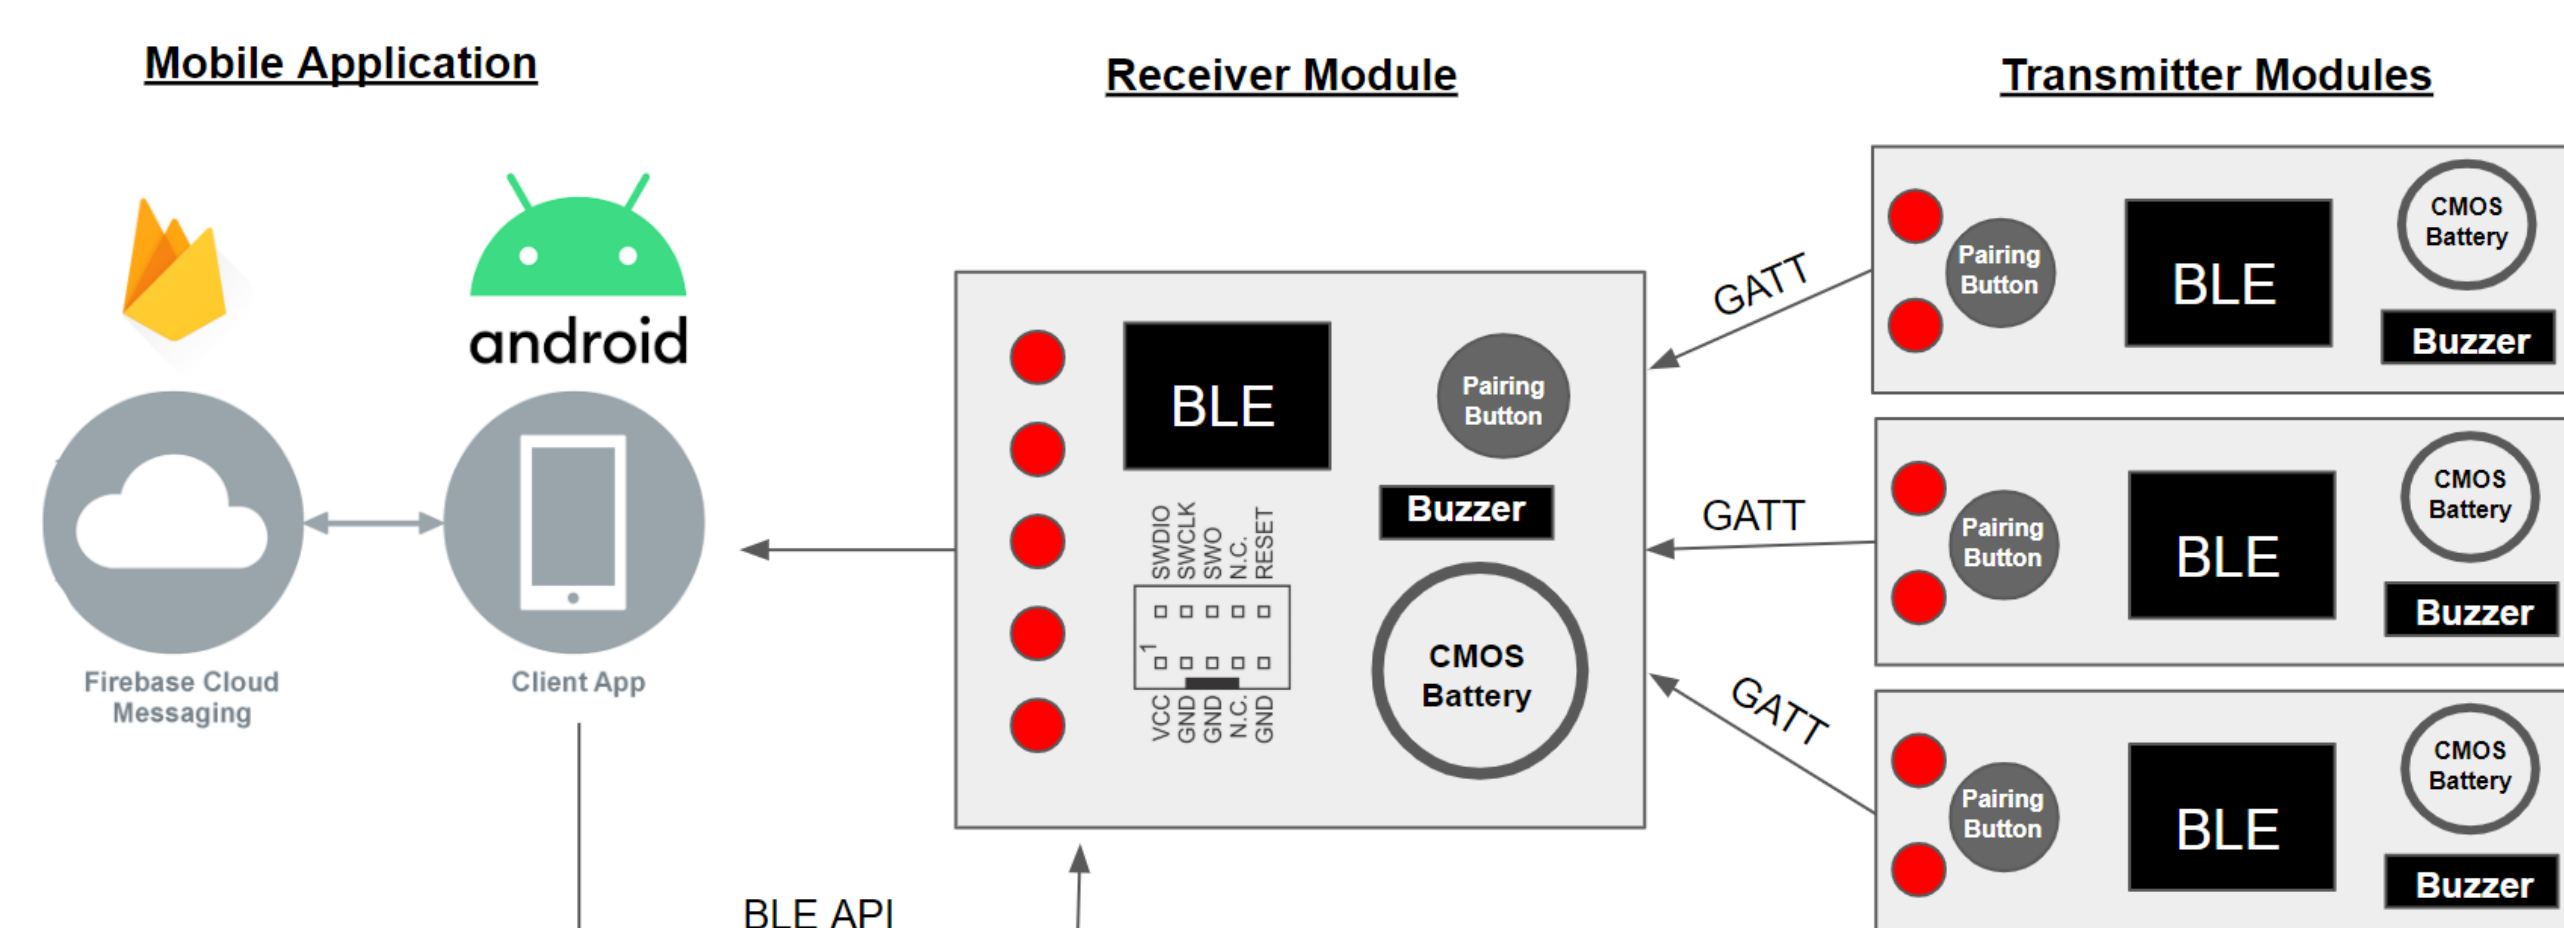 Mobile Application
Receiver Module
Transmitter Modules
android
Firebase Cloud
Messaging
Client App
BLE
Pairing
Button
Buzzer
SWDIO
SWCLK
SWO
N.C.
RESET
1
VCC
GND
GND
N.C.
GND
CMOS
Battery
BLE API
GATT
GATT
GATT
Pairing
Button
BLE
CMOS
Battery
Buzzer
Pairing
Button
BLE
CMOS
Battery
Buzzer
Pairing
Button
BLE
CMOS
Battery
Buzzer